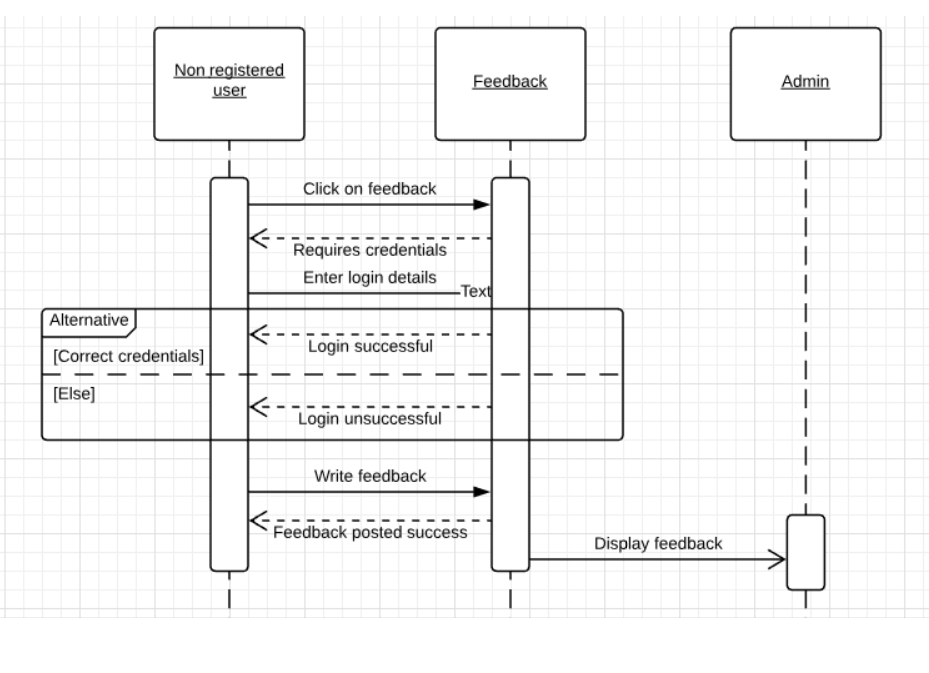 Non registered
user
Feedback
Admin
Click on feedback
Requires credentials
Enter login details
Text
Alternative
Login successful
[Correct credentials]
[Else]
Login unsuccessful
Write feedback
Feedback posted success
Display feedback